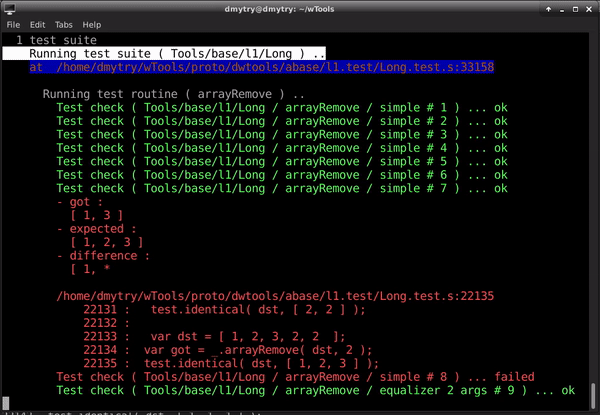 dmytry@dmytry: ~/wTools
File Edit Tabs Help
1 test suite
Running test suite ( Tools/base/l1/Long ) ..
at /home/dmytry/wTools/proto/dwtools/abase/l1.test/Long.test.s:33158
Running test routine ( arrayRemove ) ..
Test check ( Tools/base/l1/Long / arrayRemove / simple # 1 ) ... ok
Test check ( Tools/base/l1/Long / arrayRemove / simple # 2 ) ... ok
Test check ( Tools/base/l1/Long / arrayRemove / simple # 3 ) ... ok
Test check ( Tools/base/l1/Long / arrayRemove / simple # 4 ) ... ok
Test check ( Tools/base/l1/Long / arrayRemove / simple # 5 ) ... ok
Test check ( Tools/base/l1/Long / arrayRemove / simple # 6 ) ... ok
Test check ( Tools/base/l1/Long / arrayRemove / simple # 7 ) ... ok
- got :
[ 1, 3 ]
- expected :
[ 1, 2, 3 ]
- difference :
[ 1, *
/home/dmytry/wTools/proto/dwtools/abase/l1.test/Long.test.s:22135
22131 : test.identical( dst, [ 2, 2 ] );
22132 :
22133 : var dst = [ 1, 2, 3, 2, 2 ];
22134 : var got = _.arrayRemove( dst, 2 );
22135 : test.identical( dst, [ 1, 2, 3 ] );
Test check ( Tools/base/l1/Long / arrayRemove / simple # 8 ) ... failed
Test check ( Tools/base/l1/Long / arrayRemove / equalizer 2 args # 9 ) ... ok